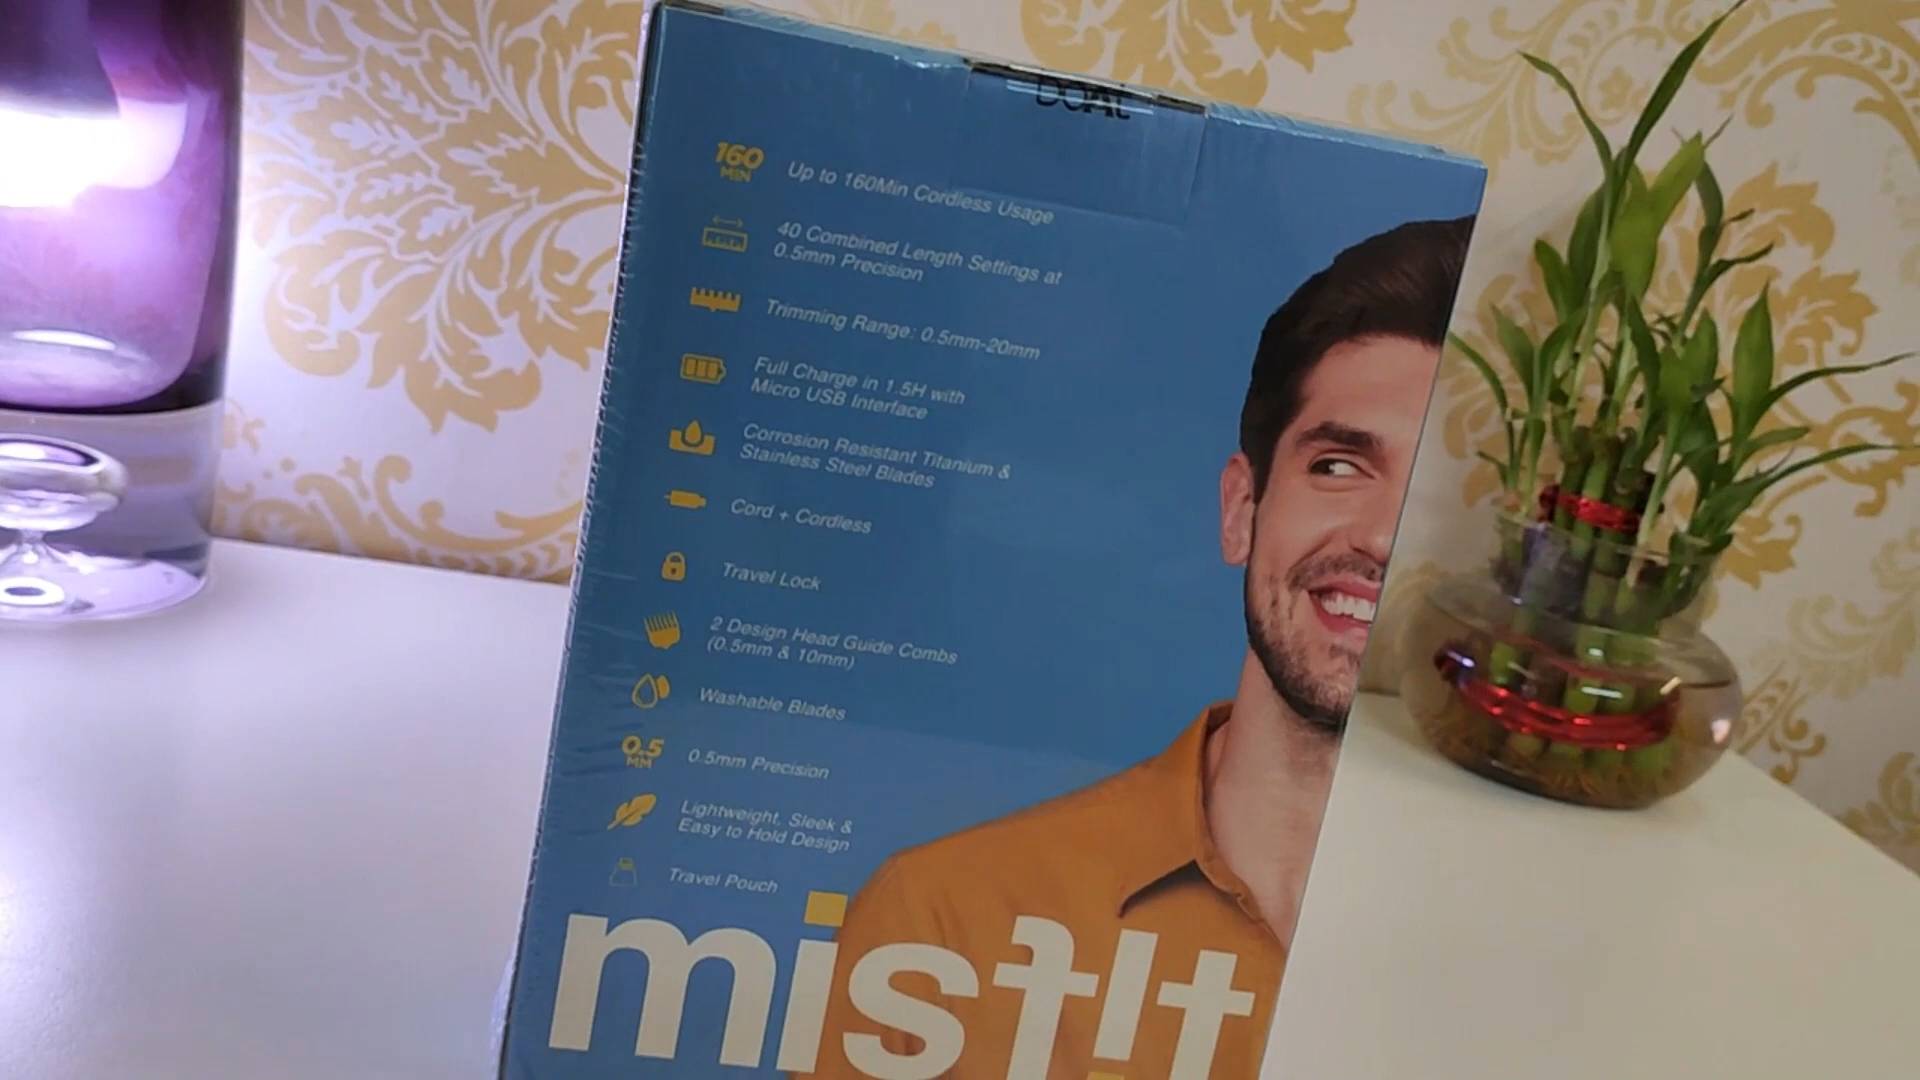 boAt
160
MIN
Up to 160Min Cordless Usage
40 Combined Length Settings at
0.5mm Precision
Trimming Range: 0.5mm-20mm
Full Charge in 1.5H with
Micro USB Interface
Corrosion Resistant Titanium &
Stainless Steel Blades
Cord + Cordless
Travel Lock
2 Design Head Guide Combs
(0.5mm & 10mm)
Washable Blades
0.5
MM
0.5mm Precision
Lightweight, Sleek &
Easy to Hold Design
Travel Pouch
misfit